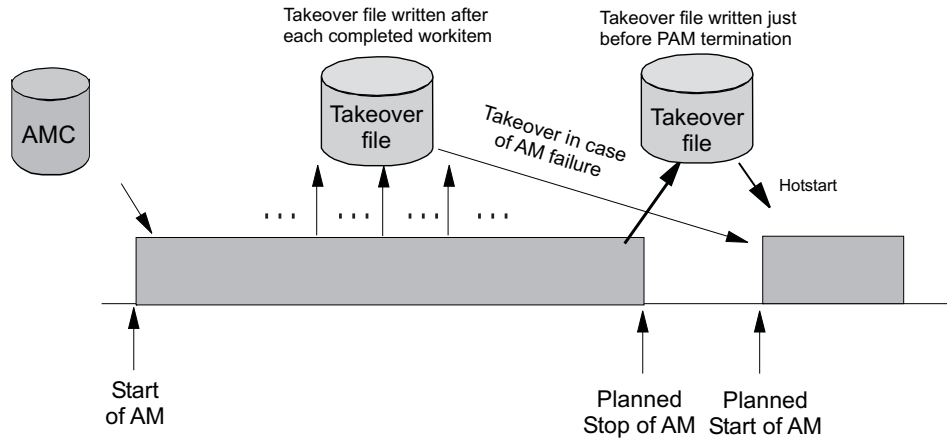 Takeover file written after
each completed workitem
Takeover file written just
before PAM termination
AMC
Takeover
file
Takeover in case
of AM failure
Takeover
file
Hotstart
. . .
. . .
. . .
. . .
Start
of AM
Planned
Stop of AM
Planned
Start of AM